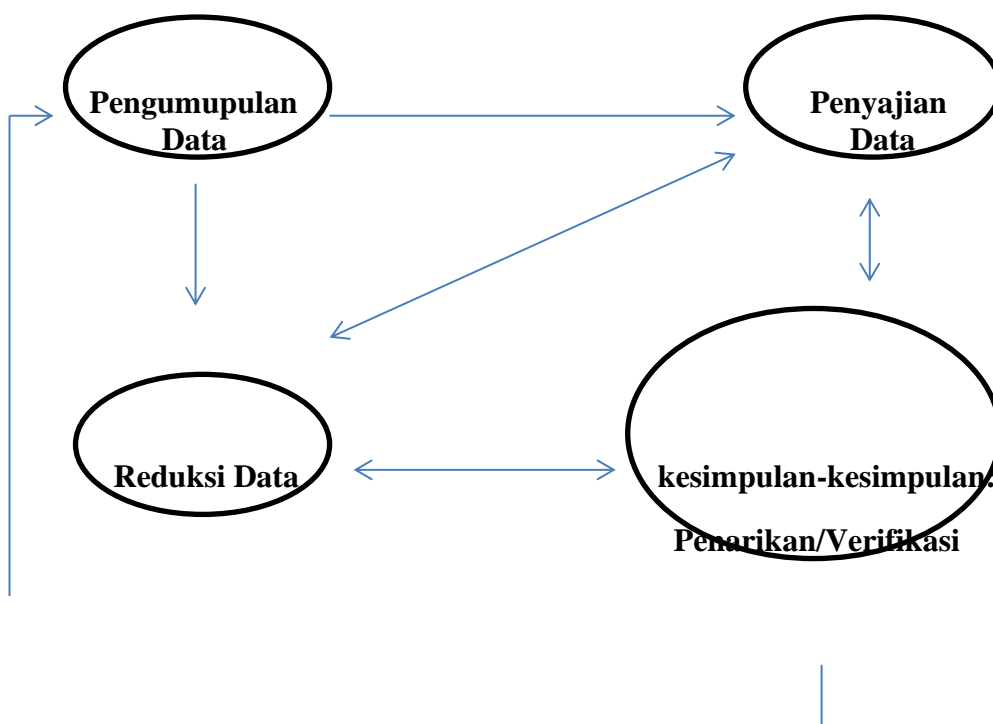 Pengumupulan
Data
Penyajian
Data
Reduksi Data
kesimpulan-kesimpulan:
Penarikan/Verifikasi